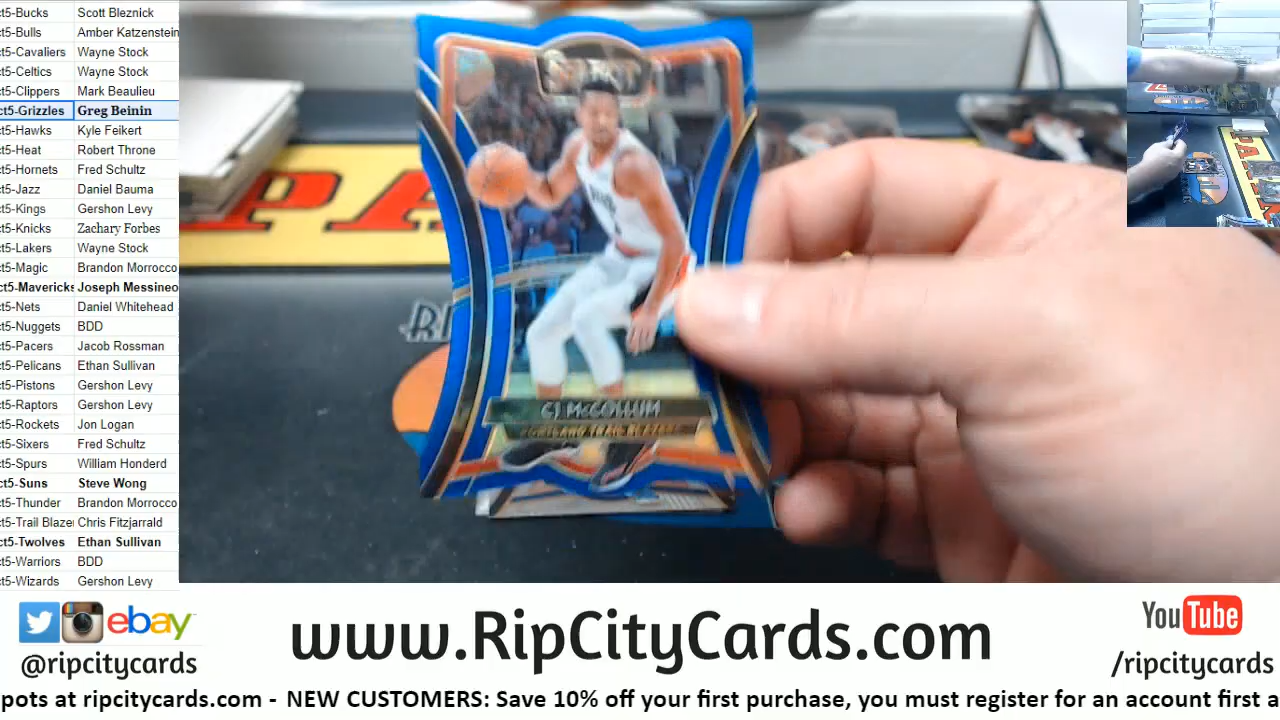 ct5-Bucks Scott Bleznick
ct5-Bulls Amber Katzenstein
ct5-Cavaliers Wayne Stock
ct5-Celtics Wayne Stock
ct5-Clippers Mark Beaulieu
ct5-Grizzles Greg Beinin
ct5-Hawks Kyle Feikert
ct5-Heat Robert Throne
ct5-Hornets Fred Schultz
ct5-Jazz Daniel Bauma
ct5-Kings Gershon Levy
ct5-Knicks Zachary Forbes
ct5-Lakers Wayne Stock
ct5-Magic Brandon Morrocco
ct5-Mavericks Joseph Messineo
ct5-Nets Daniel Whitehead
ct5-Nuggets BDD
ct5-Pacers Jacob Rossman
ct5-Pelicans Ethan Sullivan
ct5-Pistons Gershon Levy
ct5-Raptors Gershon Levy
ct5-Rockets Jon Logan
ct5-Sixers Fred Schultz
ct5-Spurs William Honderd
ct5-Suns Steve Wong
ct5-Thunder Brandon Morrocco
ct5-Trail Blaze Chris Fitzjarrald
ct5-Twolves Ethan Sullivan
ct5-Warriors BDD
ct5-Wizards Gershon Levy
SELECT
CJ McCOLLUM
PORTLAND TRAIL BLAZERS
PA
RI
ebay
@ripcitycards
www.RipCityCards.com
YouTube
/ripcitycards
pots at ripcitycards.com - NEW CUSTOMERS: Save 10% off your first purchase, you must register for an account first a